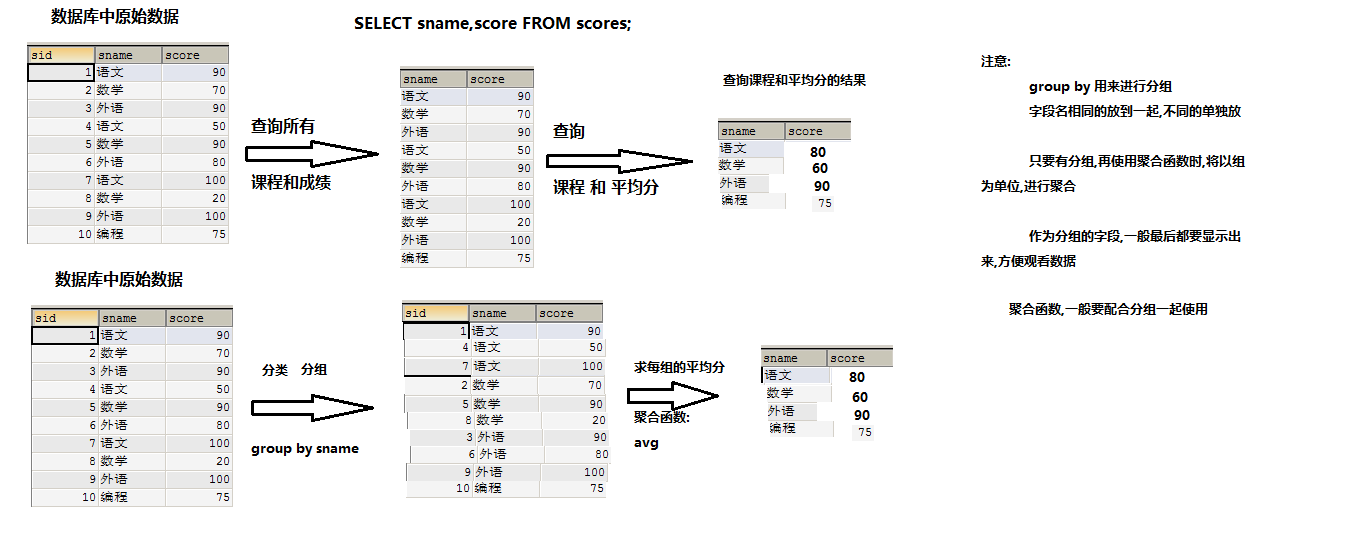 数据库中原始数据
SELECT sname,score FROM scores;
sid sname score
1 语文 90
2 数学 70
3 外语 90
4 语文 50
5 数学 90
6 外语 80
7 语文 100
8 数学 20
9 外语 100
10 编程 75
查询所有
课程和成绩
sname score
语文 90
数学 70
外语 90
语文 50
数学 90
外语 80
语文 100
数学 20
外语 100
编程 75
查询
课程 和 平均分
查询课程和平均分的结果
sname score
语文 80
数学 60
外语 90
编程 75
注意:
group by 用来进行分组
字段名相同的放到一起,不同的单独放
只要有分组,再使用聚合函数时,将以组
为单位,进行聚合
作为分组的字段,一般最后都要显示出
来,方便观看数据
聚合函数,一般要配合分组一起使用
数据库中原始数据
sid sname score
1 语文 90
2 数学 70
3 外语 90
4 语文 50
5 数学 90
6 外语 80
7 语文 100
8 数学 20
9 外语 100
10 编程 75
分类 分组
group by sname
sid sname score
1 语文 90
4 语文 50
7 语文 100
2 数学 70
5 数学 90
8 数学 20
3 外语 90
6 外语 80
9 外语 100
10 编程 75
求每组的平均分
聚合函数:
avg
sname score
语文 80
数学 60
外语 90
编程 75